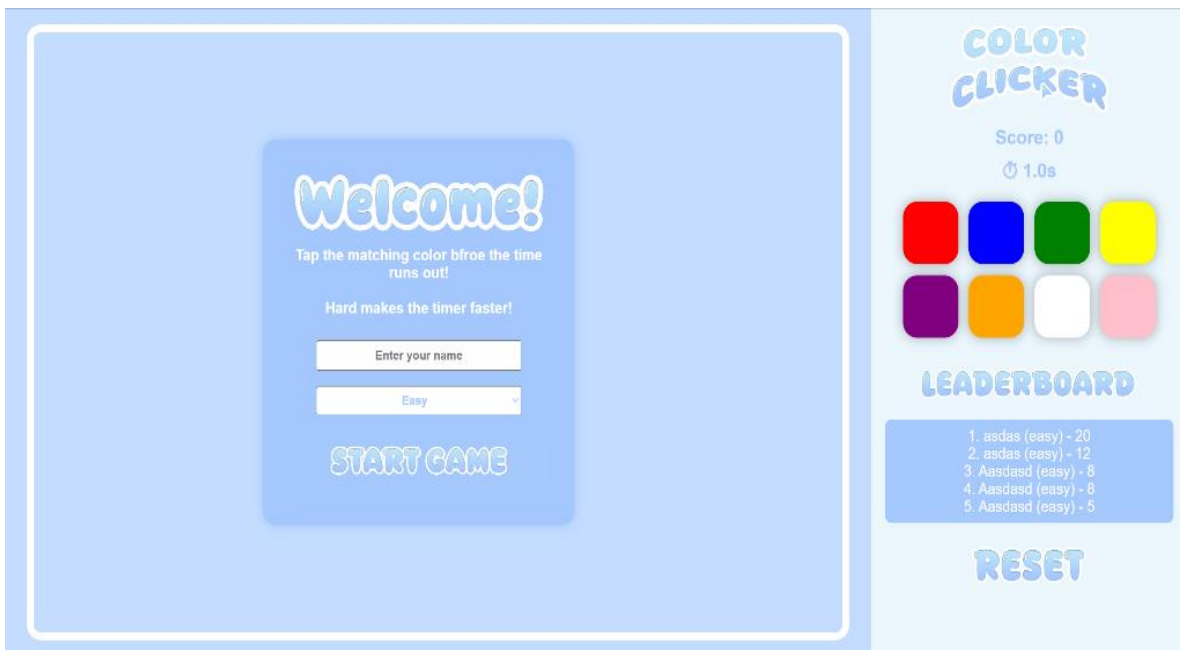 Welcome!
Tap the matching color bfroe the time
runs out!
Hard makes the timer faster!
Enter your name
Easy
START GAME
COLOR
CLICKER
Score: 0
⏱ 1.0s
LEADERBOARD
1. asdas (easy) - 20
2. asdas (easy) - 12
3. Aasdasd (easy) - 8
4. Aasdasd (easy) - 8
5. Aasdasd (easy) - 5
RESET